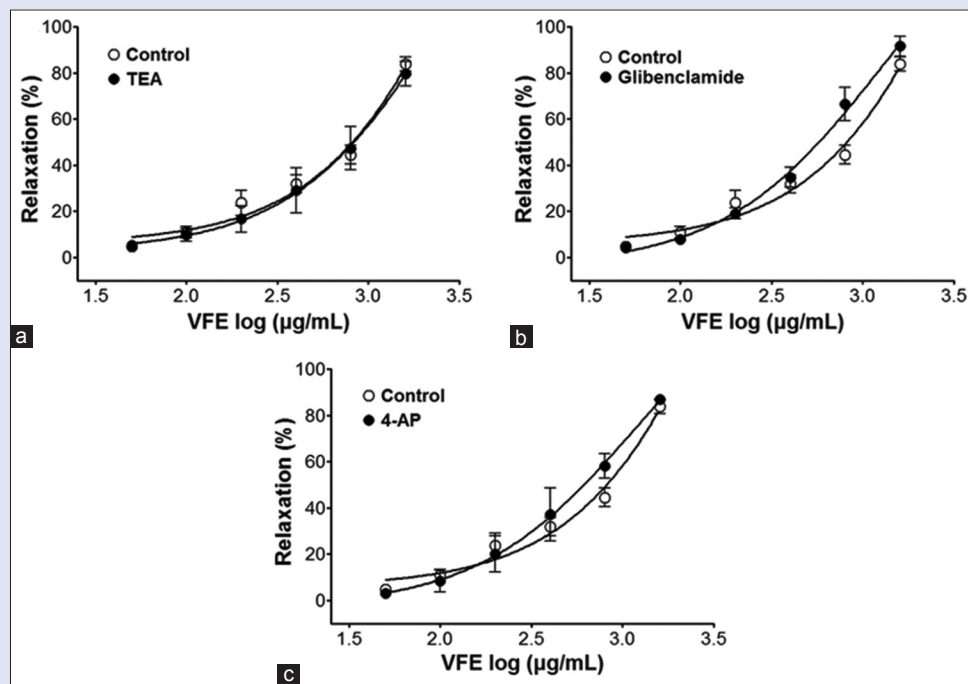 100
80
60
40
20
0
Relaxation (%)
Control
TEA
1.5 2.0 2.5 3.0 3.5
VFE log (µg/mL)
a
100
80
60
40
20
0
Relaxation (%)
Control
Glibenclamide
1.5 2.0 2.5 3.0 3.5
VFE log (µg/mL)
b
100
80
60
40
20
0
Relaxation (%)
Control
4-AP
1.5 2.0 2.5 3.0 3.5
VFE log (µg/mL)
c